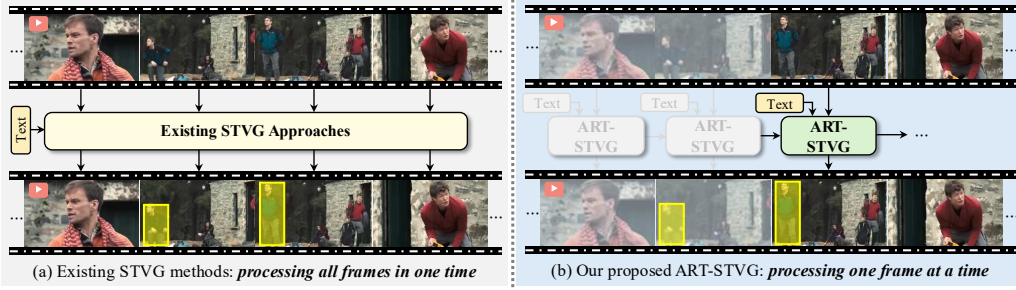 ...
...
Text
Existing STVG Approaches
...
...
(a) Existing STVG methods: processing all frames in one time
...
...
Text
Text
Text
ART-
STVG
ART-
STVG
ART-
STVG
...
...
...
(b) Our proposed ART-STVG: processing one frame at a time